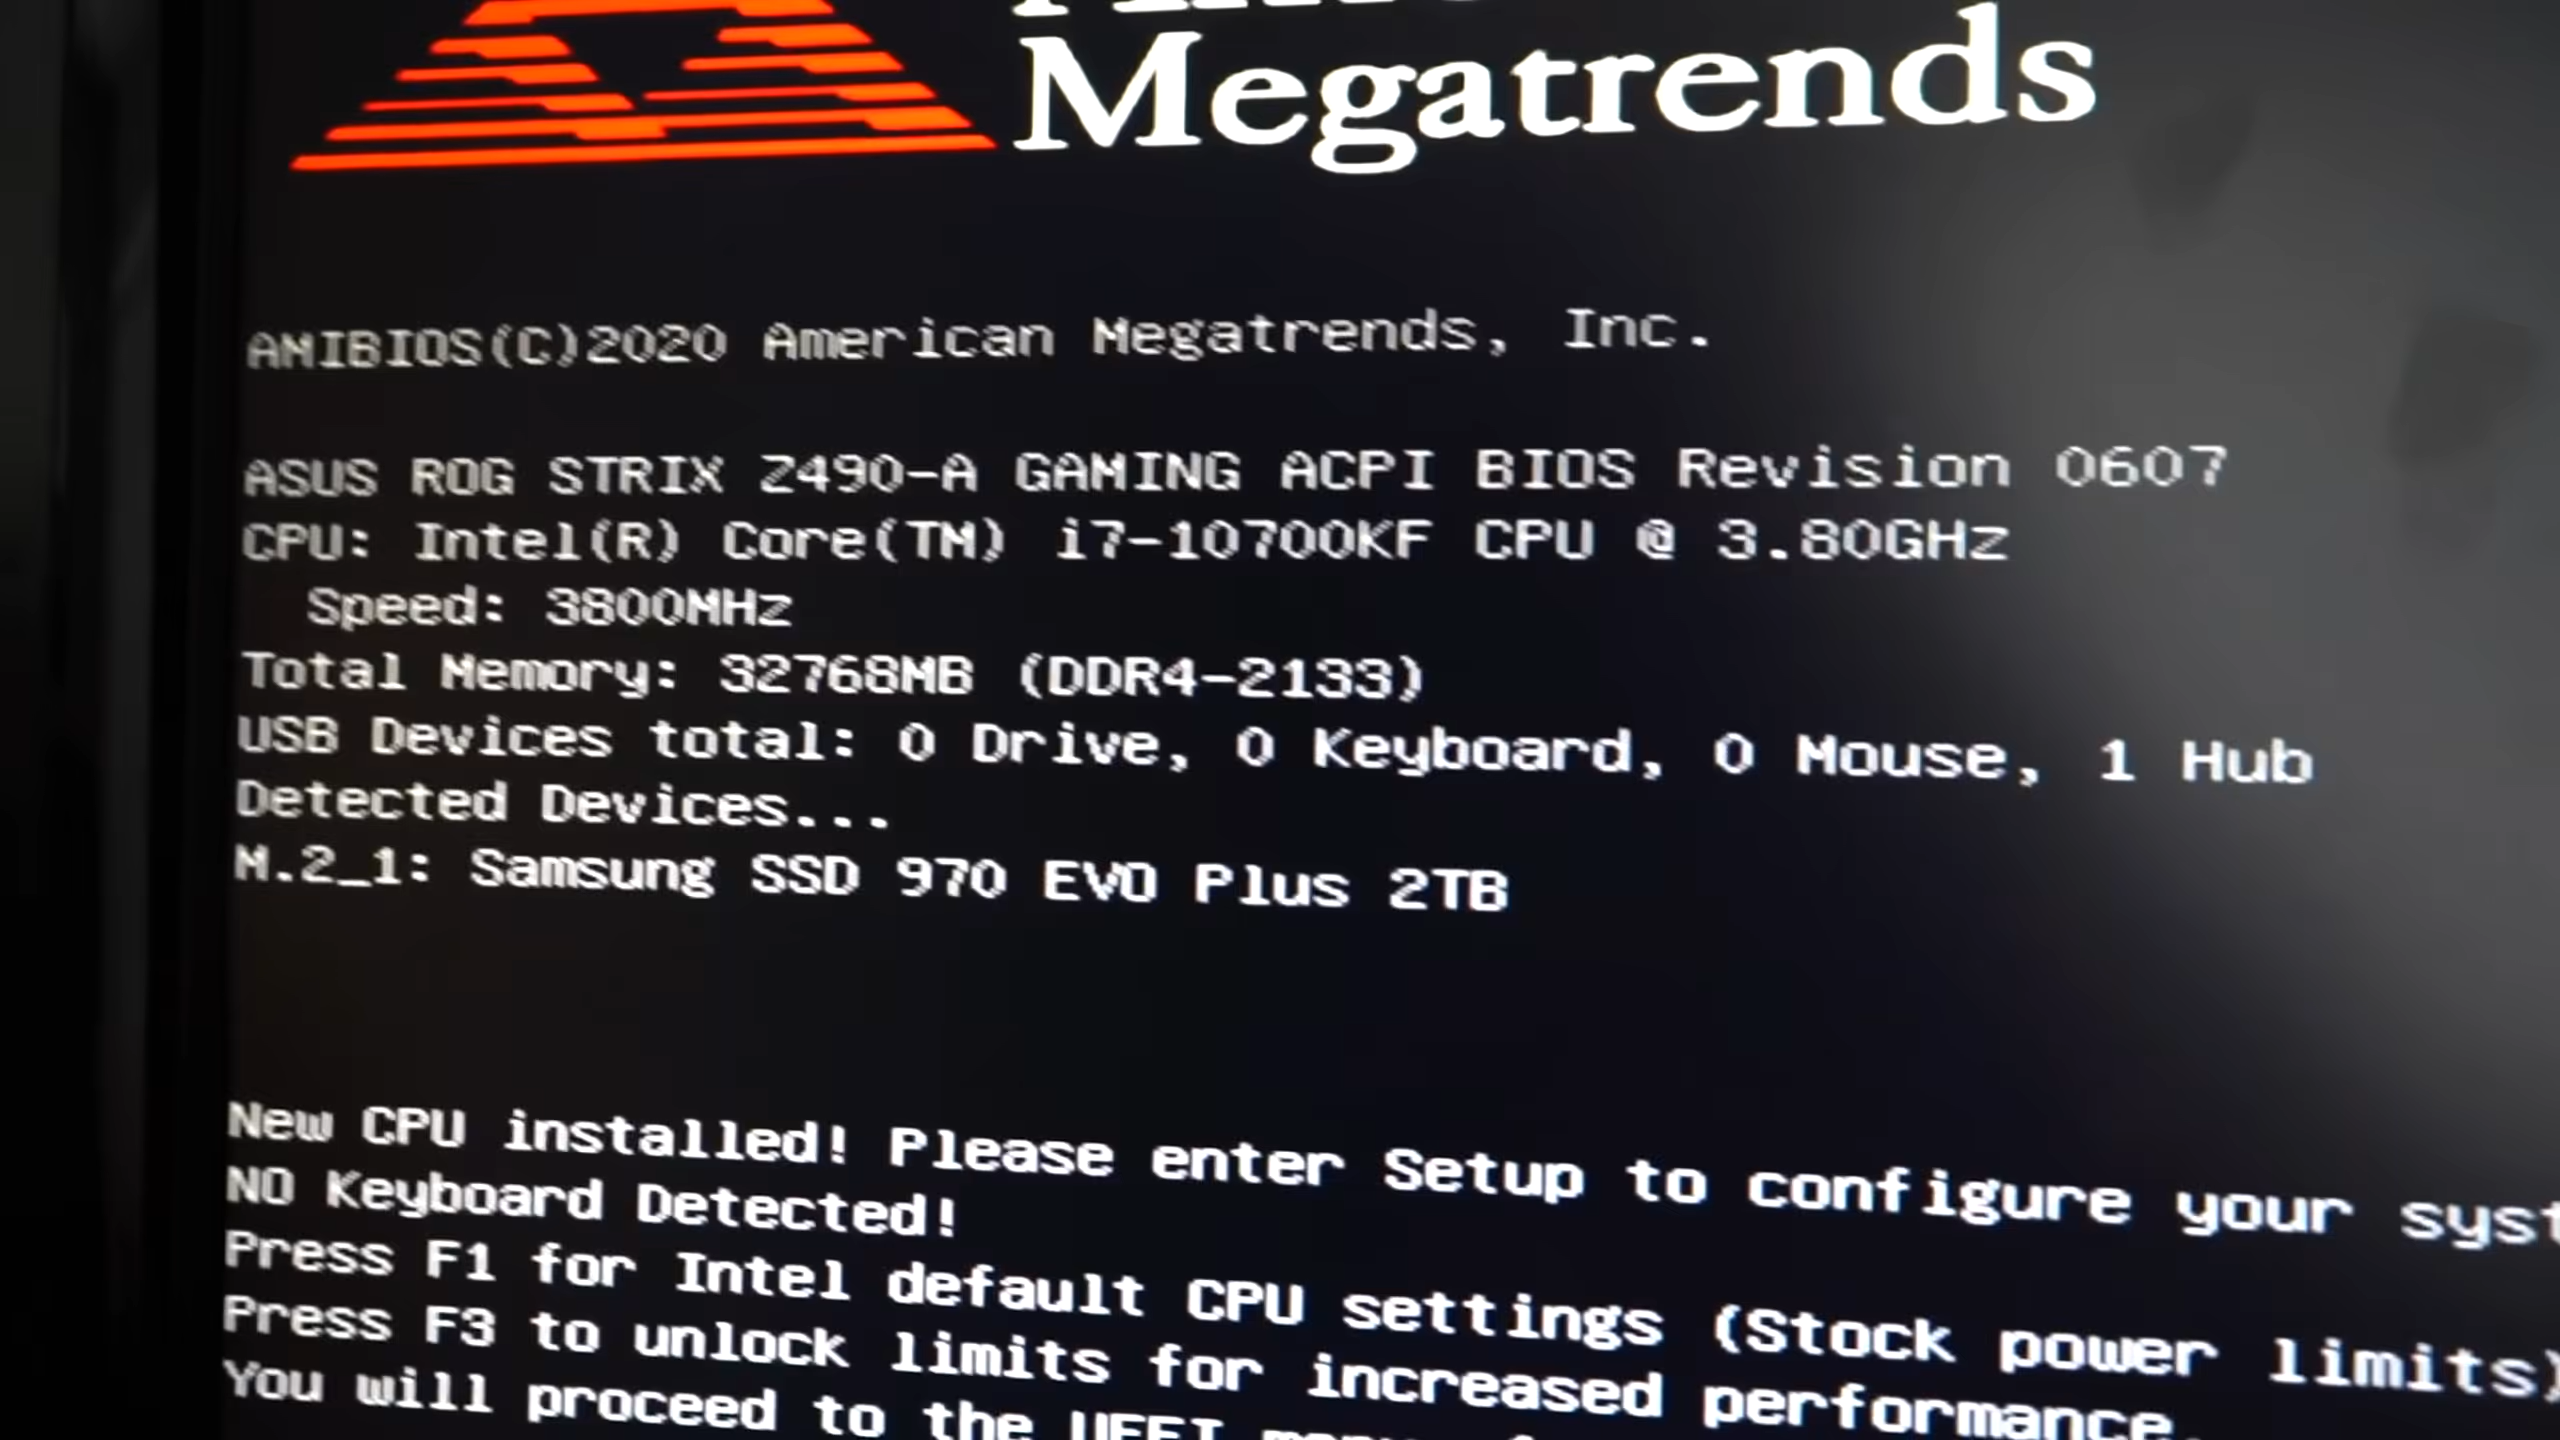 Megatrends
AMIBIOS(C)2020 American Megatrends, Inc.
ASUS ROG STRIX Z490-A GAMING ACPI BIOS Revision 0607
CPU: Intel(R) Core(TM) i7-10700KF CPU @ 3.80GHz
Speed: 3800MHz
Total Memory: 32768MB (DDR4-2133)
USB Devices total: 0 Drive, 0 Keyboard, 0 Mouse, 1 Hub
Detected Devices...
M.2_1: Samsung SSD 970 EVO Plus 2TB
New CPU installed! Please enter Setup to configure your syst
NO Keyboard Detected!
Press F1 for Intel default CPU settings (Stock power limits)
Press F3 to unlock limits for increased performance.
You will proceed to the UEFI